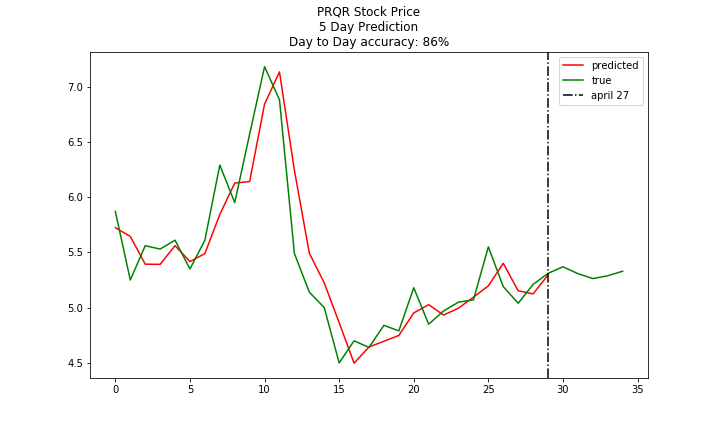 PRQR Stock Price
5 Day Prediction
Day to Day accuracy: 86%
predicted
true
april 27
7.0
6.5
6.0
5.5
5.0
4.5
0 5 10 15 20 25 30 35